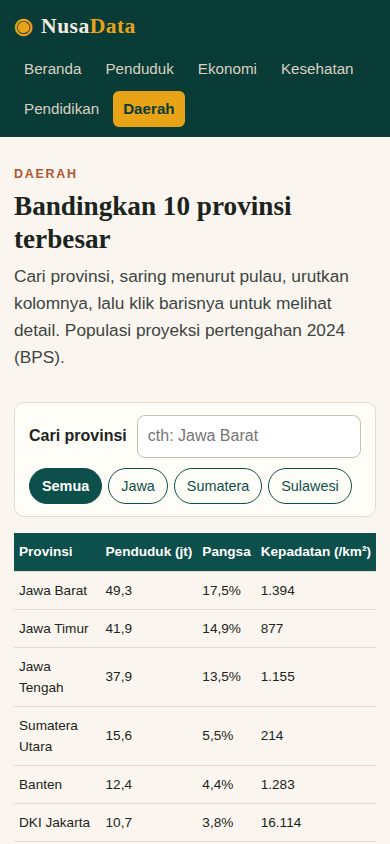 NusaData
Beranda Penduduk Ekonomi Kesehatan
Pendidikan Daerah
DAERAH
Bandingkan 10 provinsi
terbesar
Cari provinsi, saring menurut pulau, urutkan
kolomnya, lalu klik barisnya untuk melihat
detail. Populasi proyeksi pertengahan 2024
(BPS).
Cari provinsi cth: Jawa Barat
Semua Jawa Sumatera Sulawesi
Provinsi Penduduk (jt) Pangsa Kepadatan (/km²)
Jawa Barat 49,3 17,5% 1.394
Jawa Timur 41,9 14,9% 877
Jawa
Tengah 37,9 13,5% 1.155
Sumatera
Utara 15,6 5,5% 214
Banten 12,4 4,4% 1.283
DKI Jakarta 10,7 3,8% 16.114